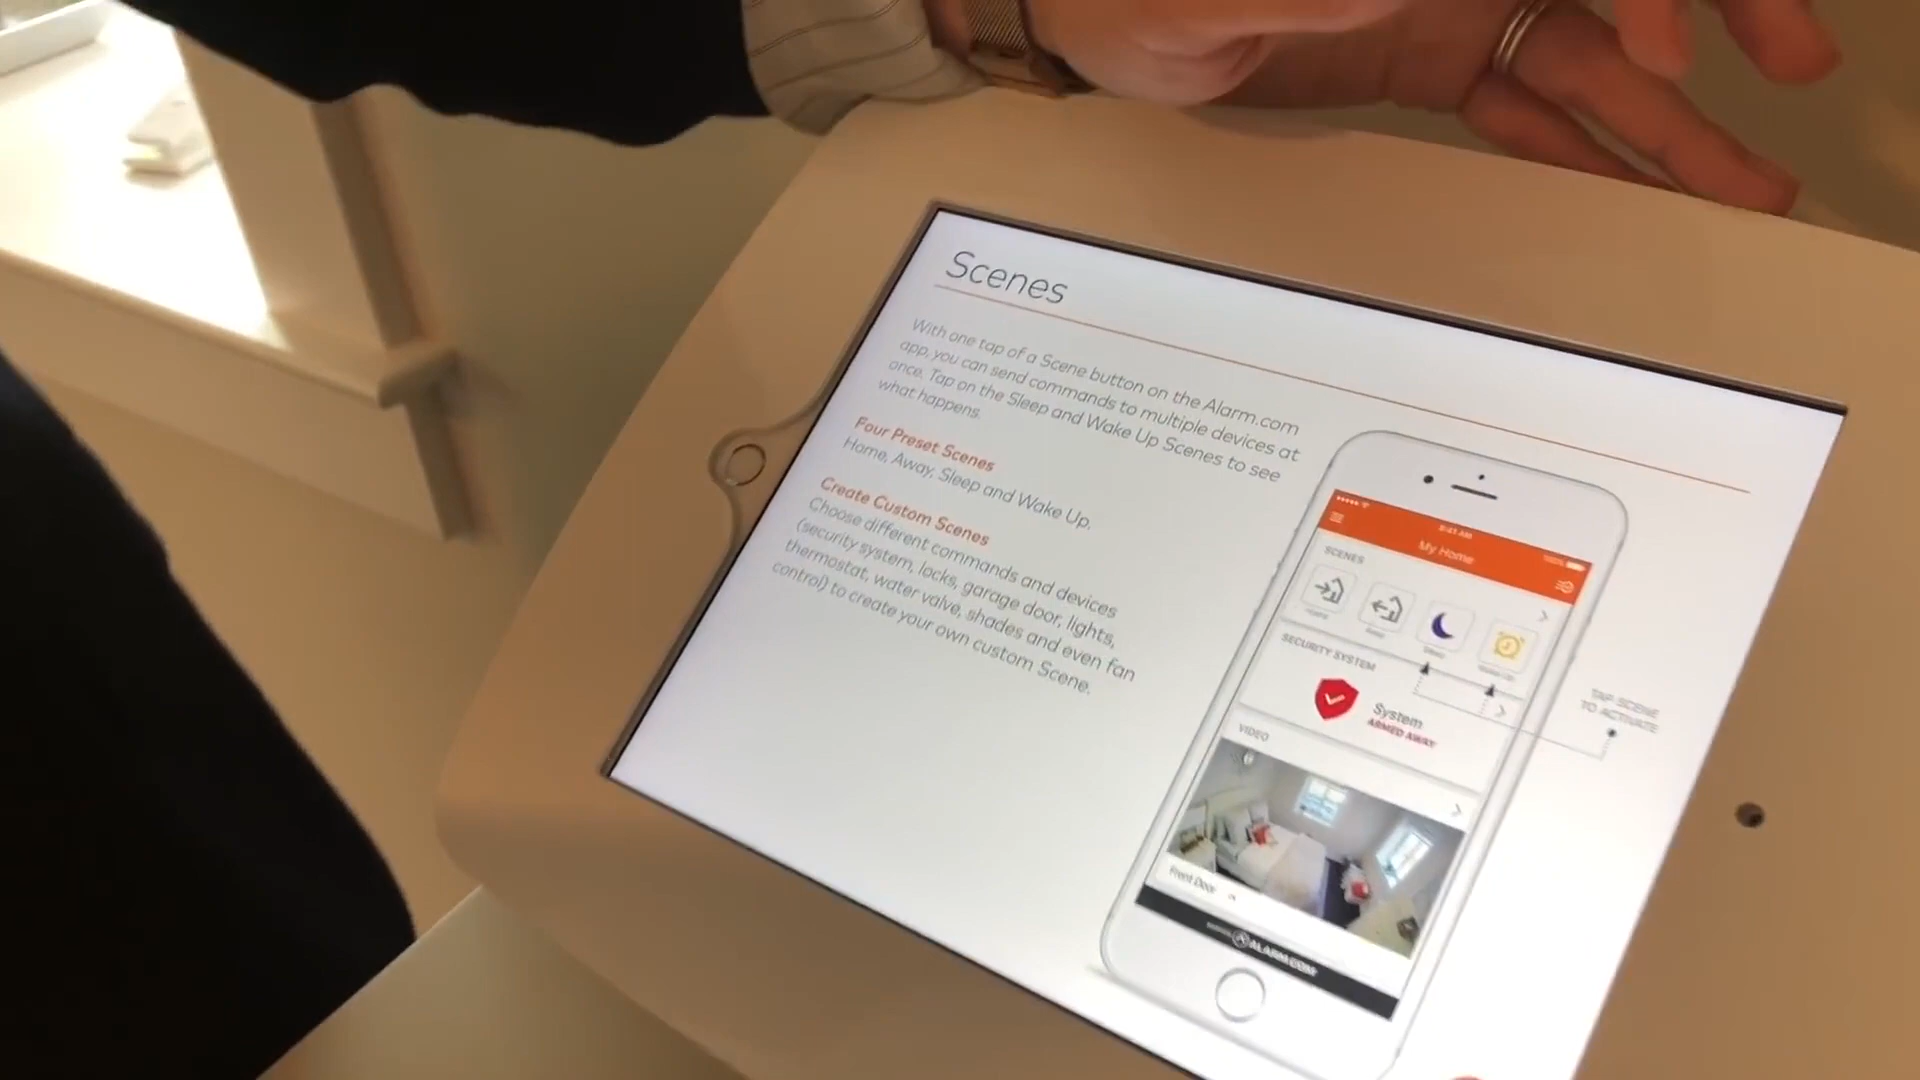 Scenes
With one tap of a Scene button on the Alarm.com
app, you can send commands to multiple devices at
once. Tap on the Sleep and Wake Up Scenes to see
what happens.
Four Preset Scenes
Home, Away, Sleep and Wake Up.
Create Custom Scenes
Choose different commands and devices
(security system, locks, garage door, lights,
thermostat, water valve, shades and even fan
control) to create your own custom Scene.
9:41 AM
100%
My Home
SCENES
SECURITY SYSTEM
System
ARMED AWAY
TAP SCENE
TO ACTIVATE
VIDEO
Front Door
ALARM.COM